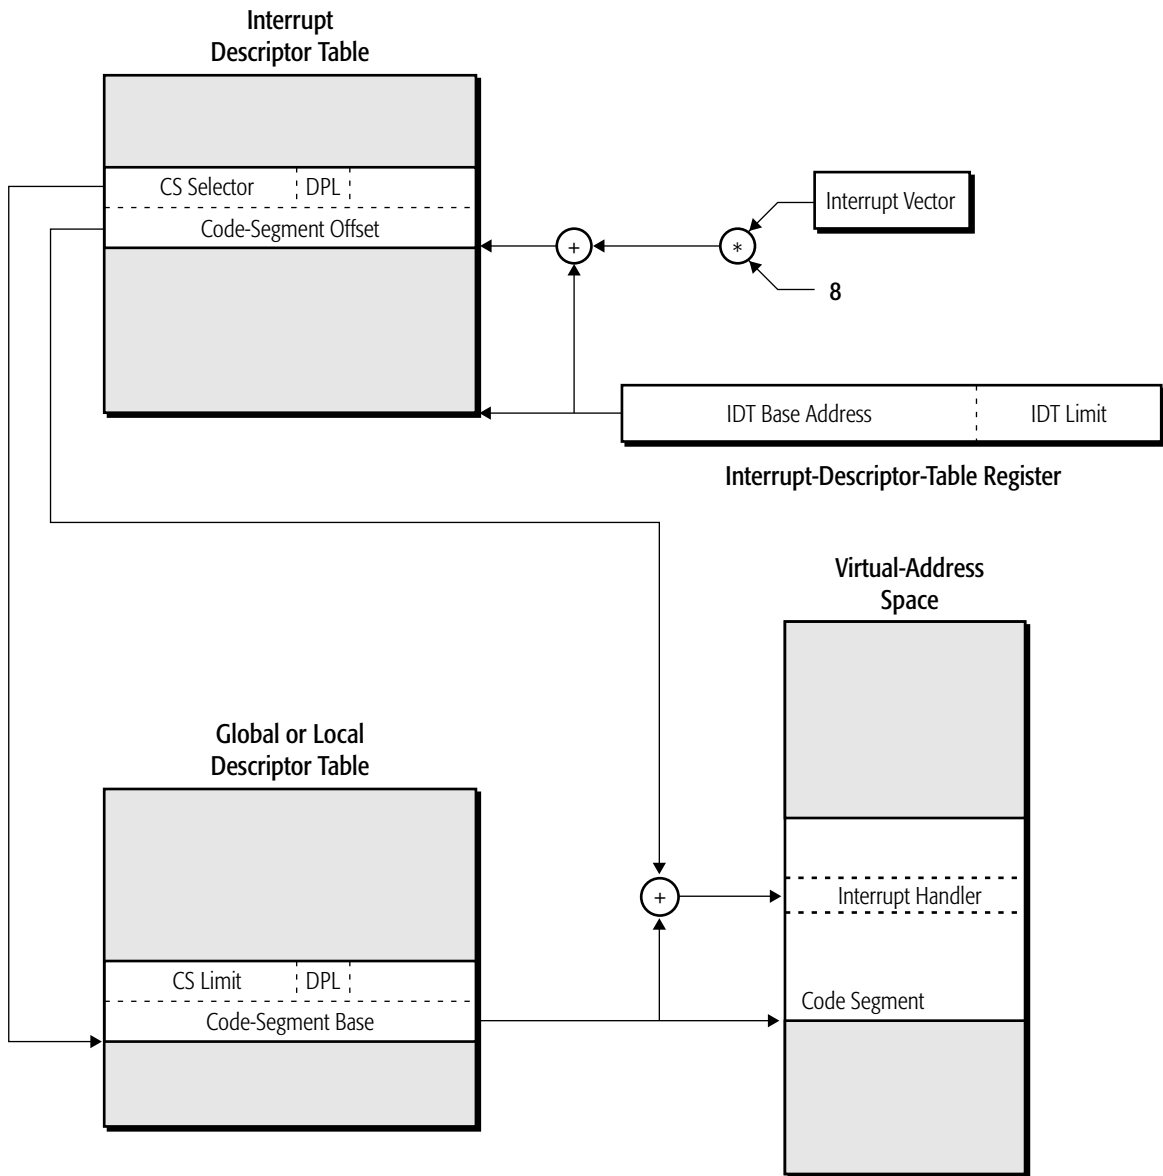 Interrupt
Descriptor Table
CS Selector DPL
Code-Segment Offset
Interrupt Vector
+
*
8
IDT Base Address IDT Limit
Interrupt-Descriptor-Table Register
Virtual-Address
Space
Global or Local
Descriptor Table
+
Interrupt Handler
CS Limit DPL
Code-Segment Base
Code Segment